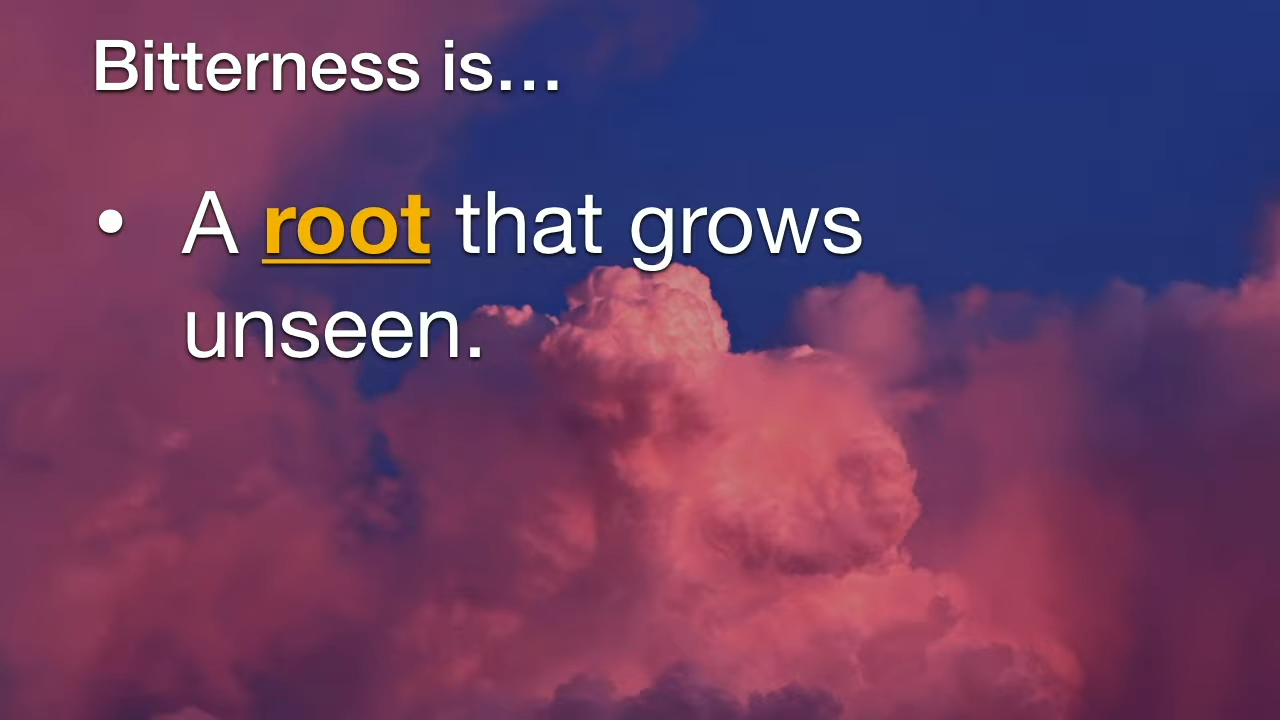 Bitterness is…
• A root that grows
unseen.